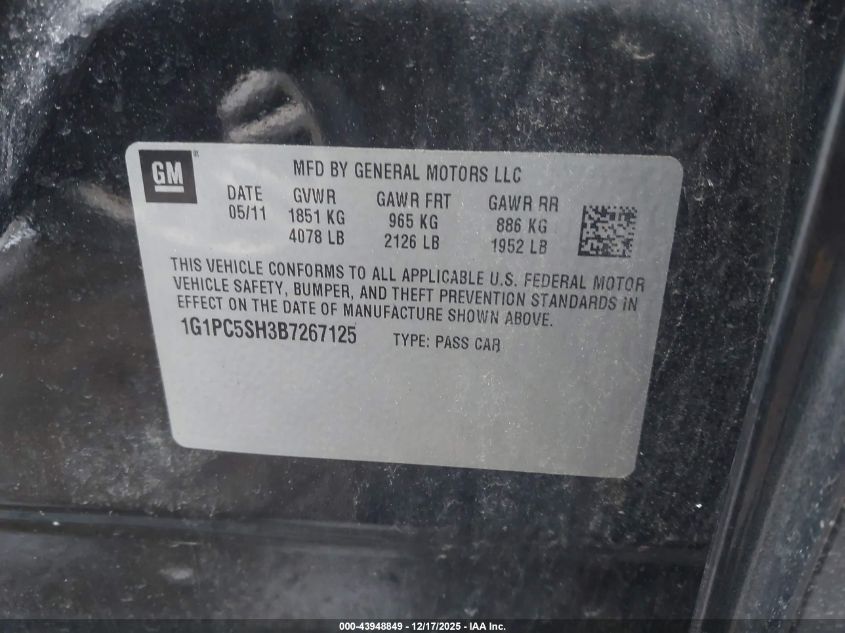 GM®
MFD BY GENERAL MOTORS LLC
DATE GVWR GAWR FRT GAWR RR
05/11 1851 KG 965 KG 886 KG
4078 LB 2126 LB 1952 LB
THIS VEHICLE CONFORMS TO ALL APPLICABLE U.S. FEDERAL MOTOR
VEHICLE SAFETY, BUMPER, AND THEFT PREVENTION STANDARDS IN
EFFECT ON THE DATE OF MANUFACTURE SHOWN ABOVE.
1G1PC5SH3B7267125 TYPE: PASS CAR
000-43948849 - 12/17/2025 - IAA Inc.